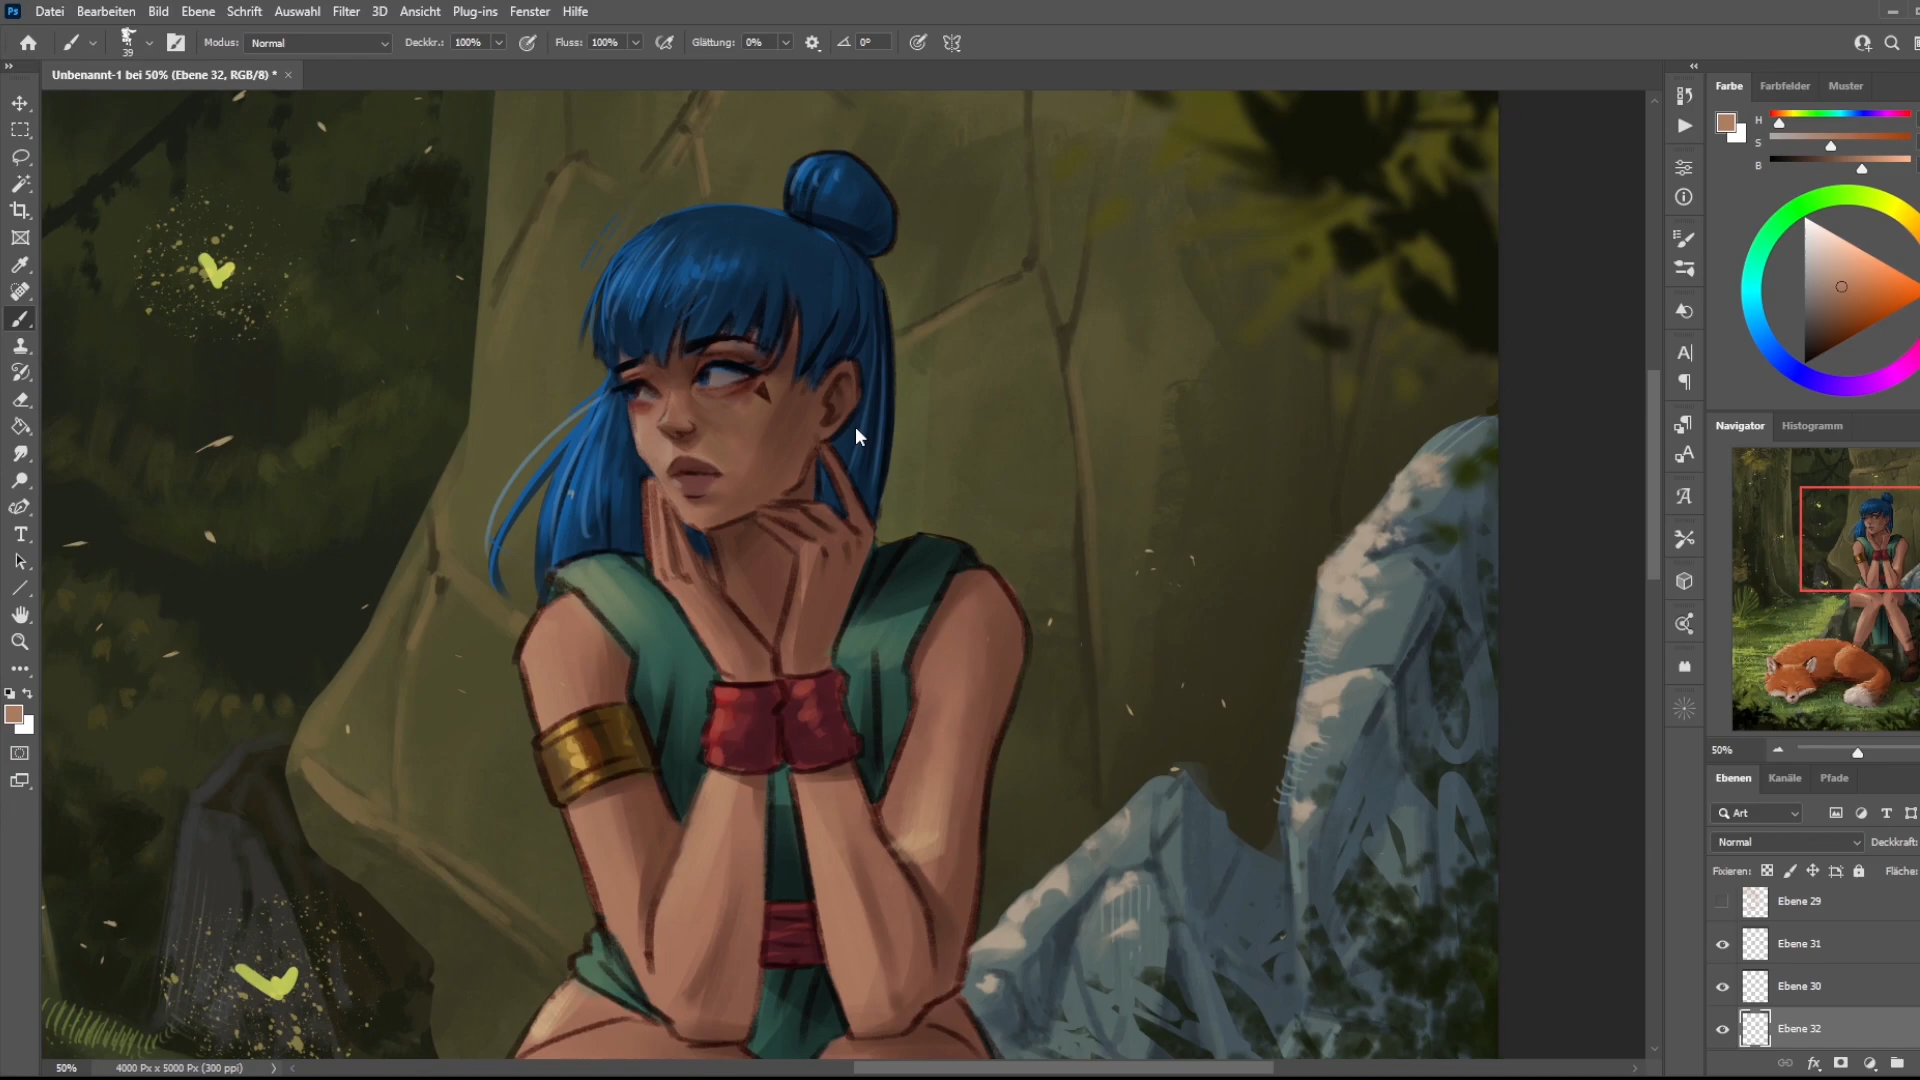 Ps Datei Bearbeiten Bild Ebene Schrift Auswahl Filter 3D Ansicht Plug-ins Fenster Hilfe
39 Modus: Normal Deckkr.: 100% Fluss: 100% Glättung: 0% 0°
Unbenannt-1 bei 50% (Ebene 32, RGB/8) * ×
Farbe Farbfelder Muster
H
S
B
Navigator Histogramm
50%
Ebenen Kanäle Pfade
Art
Normal Deckkraft:
Fixieren: Fläche:
Ebene 29
Ebene 31
Ebene 30
Ebene 32
fx
50% 4000 Px x 5000 Px (300 ppi)